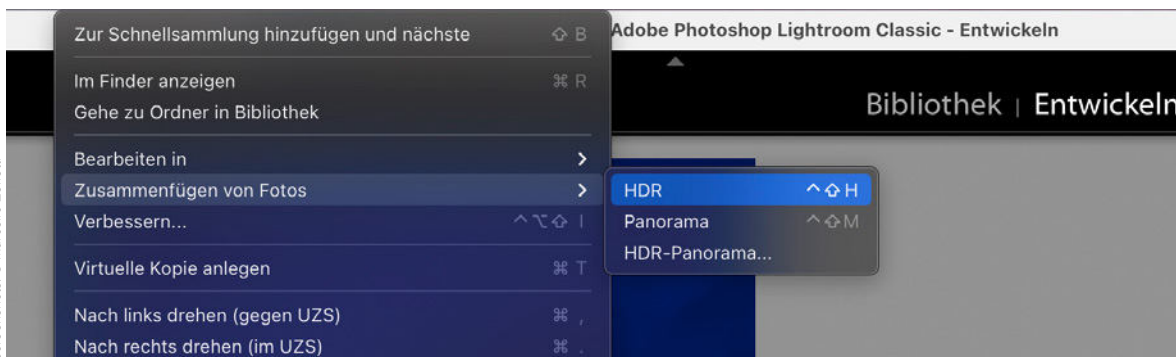 Adobe Photoshop Lightroom Classic - Entwickeln
Bibliothek | Entwickeln
Zur Schnellsammlung hinzufügen und nächste ⇧ B
Im Finder anzeigen ⌘ R
Gehe zu Ordner in Bibliothek
Bearbeiten in >
Zusammenfügen von Fotos >
HDR ^⇧H
Panorama ^⇧M
HDR-Panorama...
Verbessern... ^⌥⇧ I
Virtuelle Kopie anlegen ⌘ T
Nach links drehen (gegen UZS) ⌘ ,
Nach rechts drehen (im UZS) ⌘ .